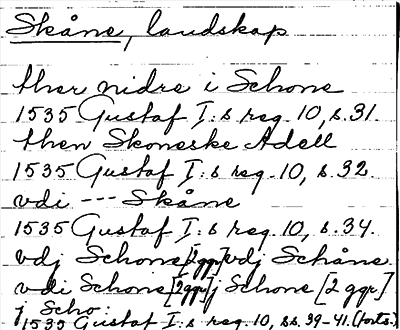 Skåne, landskap
ther nidre i Schone
1535 Gustaf I:s reg. 10, s. 31.
then Skoneske Adell
1535 Gustaf I:s reg. 10, s. 32.
vdi --- Skåne
1535 Gustaf I:s reg. 10, s. 34.
vdj Schone [2 ggr] vdj Schåne
vdi Schone [2 ggr] j Schone [2 ggr]
j Scho:
1535 Gustaf I:s reg. 10, ss. 39-41. (forts.)